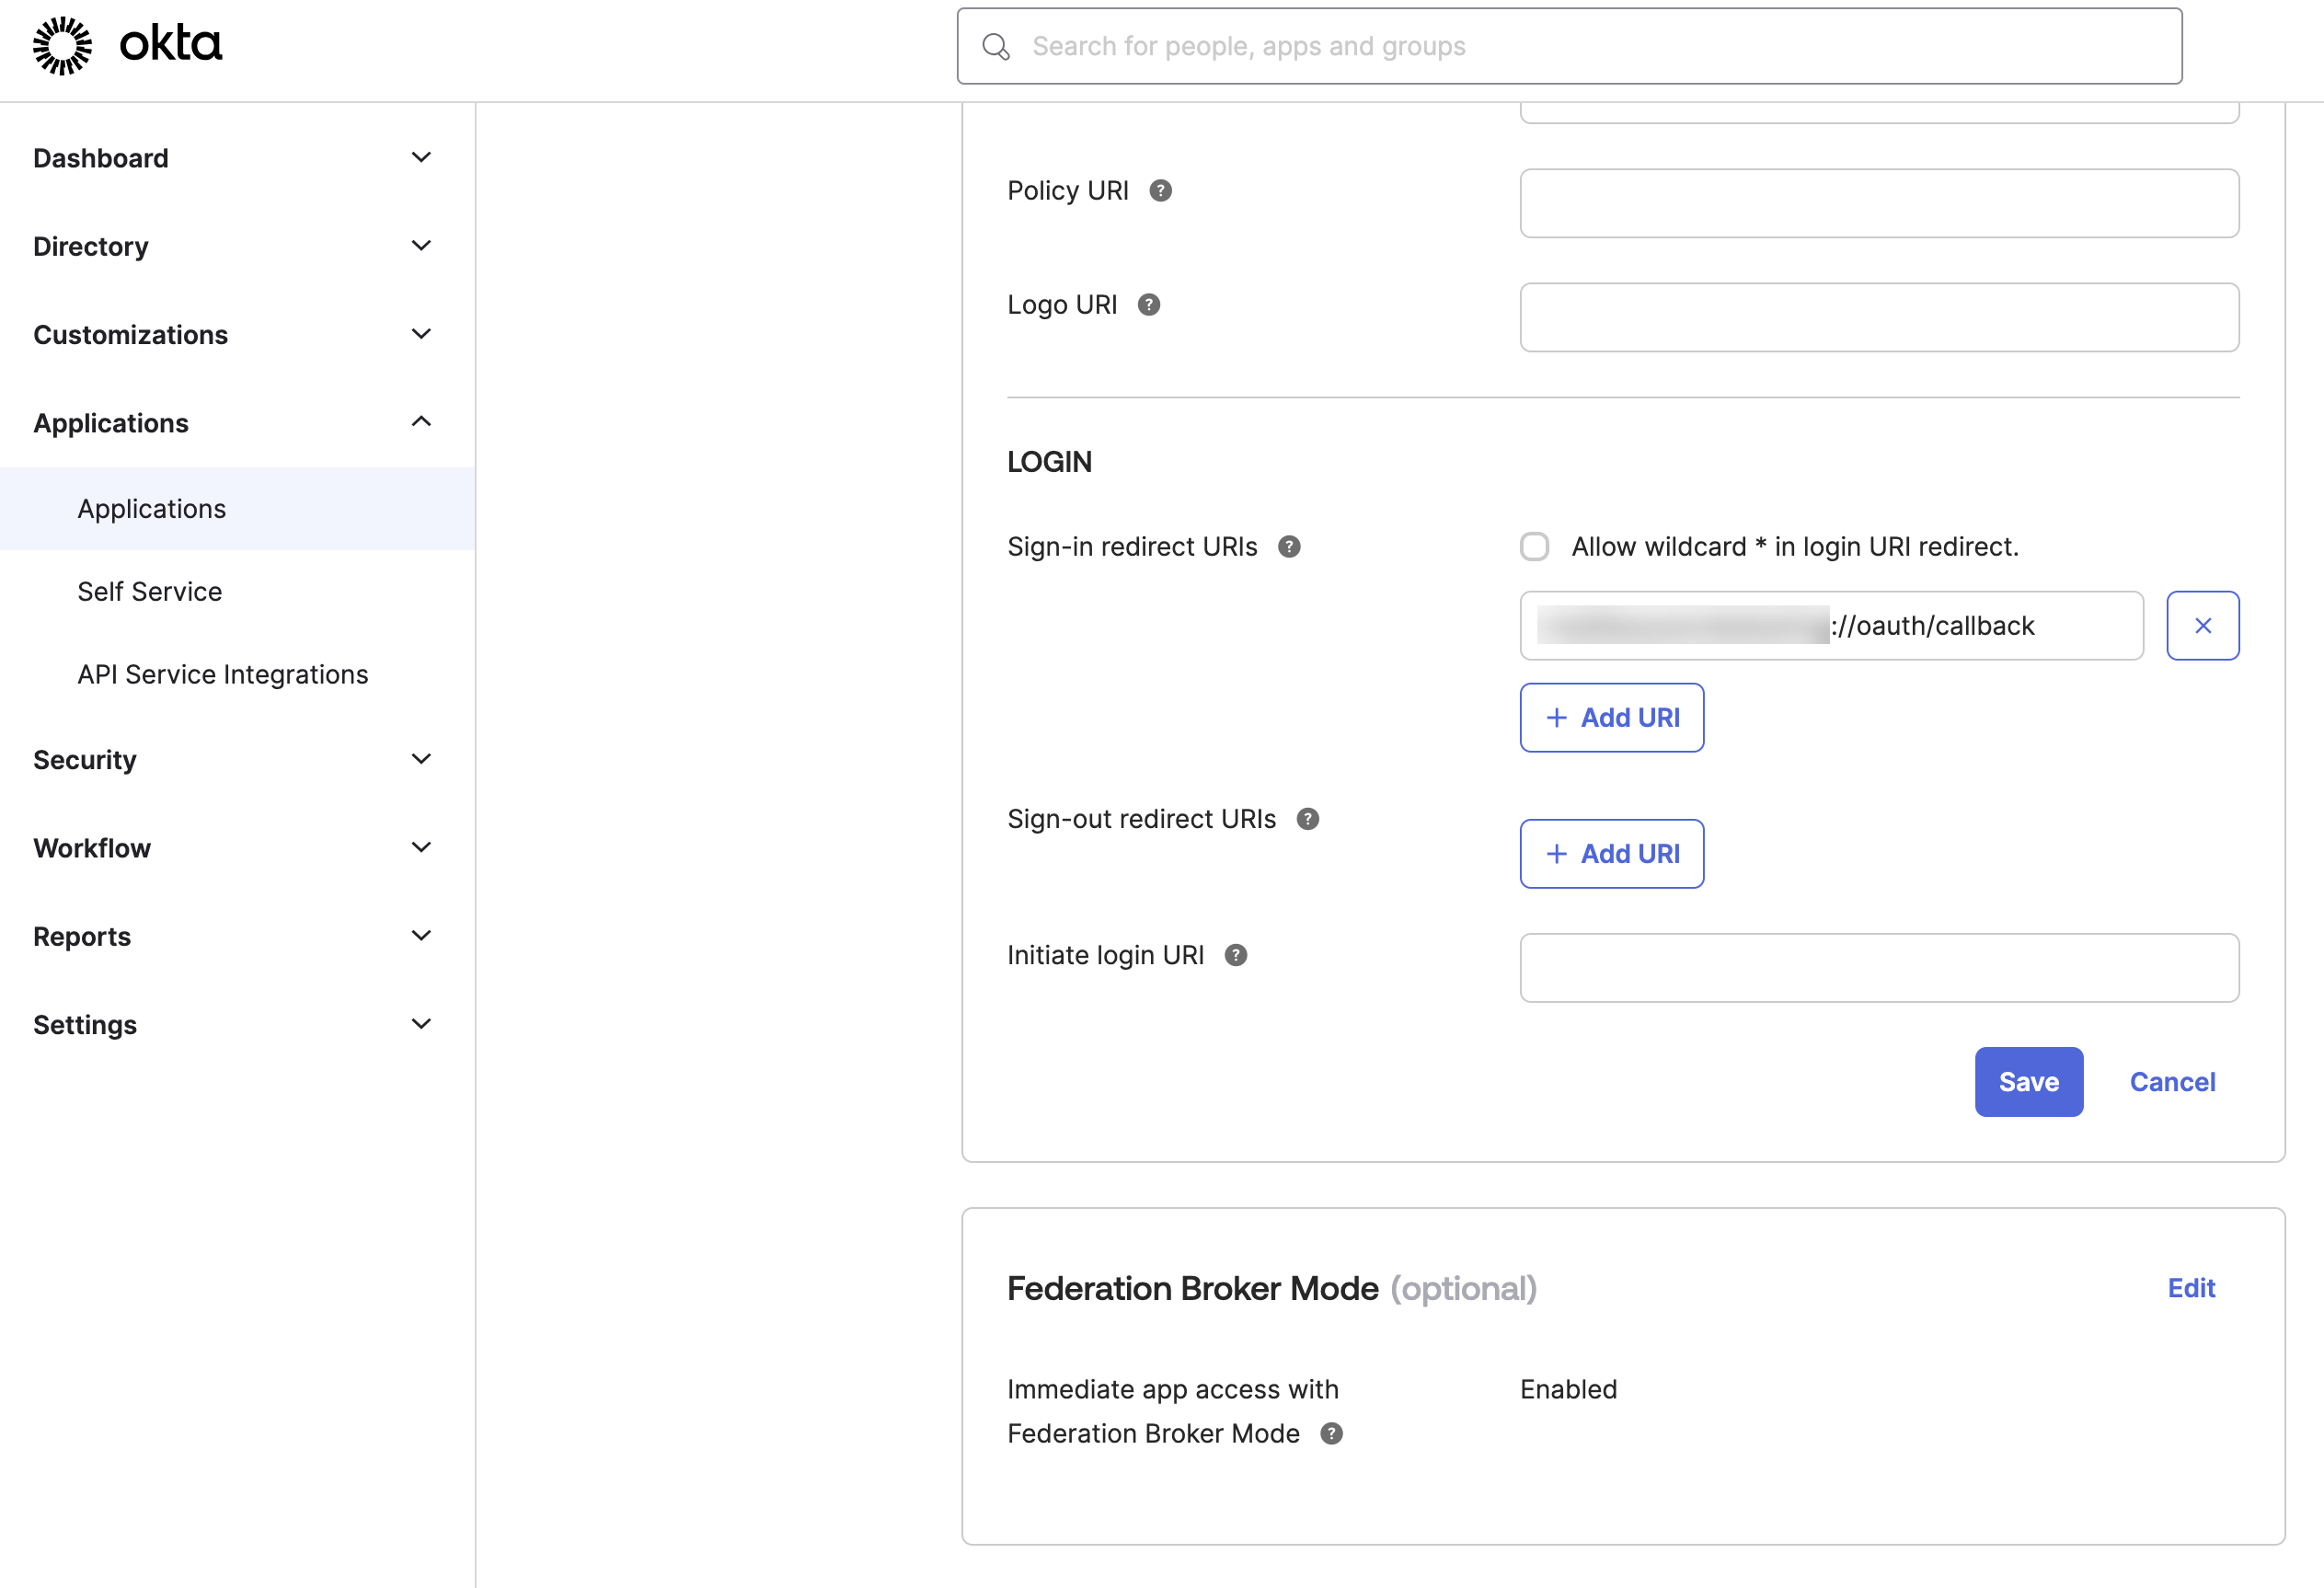 okta
Search for people, apps and groups
Dashboard
Directory
Customizations
Applications
Applications
Self Service
API Service Integrations
Security
Workflow
Reports
Settings
Policy URI ?
Logo URI ?
LOGIN
Sign-in redirect URIs ?
Allow wildcard * in login URI redirect.
://oauth/callback
+ Add URI
Sign-out redirect URIs ?
+ Add URI
Initiate login URI ?
Save Cancel
Federation Broker Mode (optional) Edit
Immediate app access with Enabled
Federation Broker Mode ?